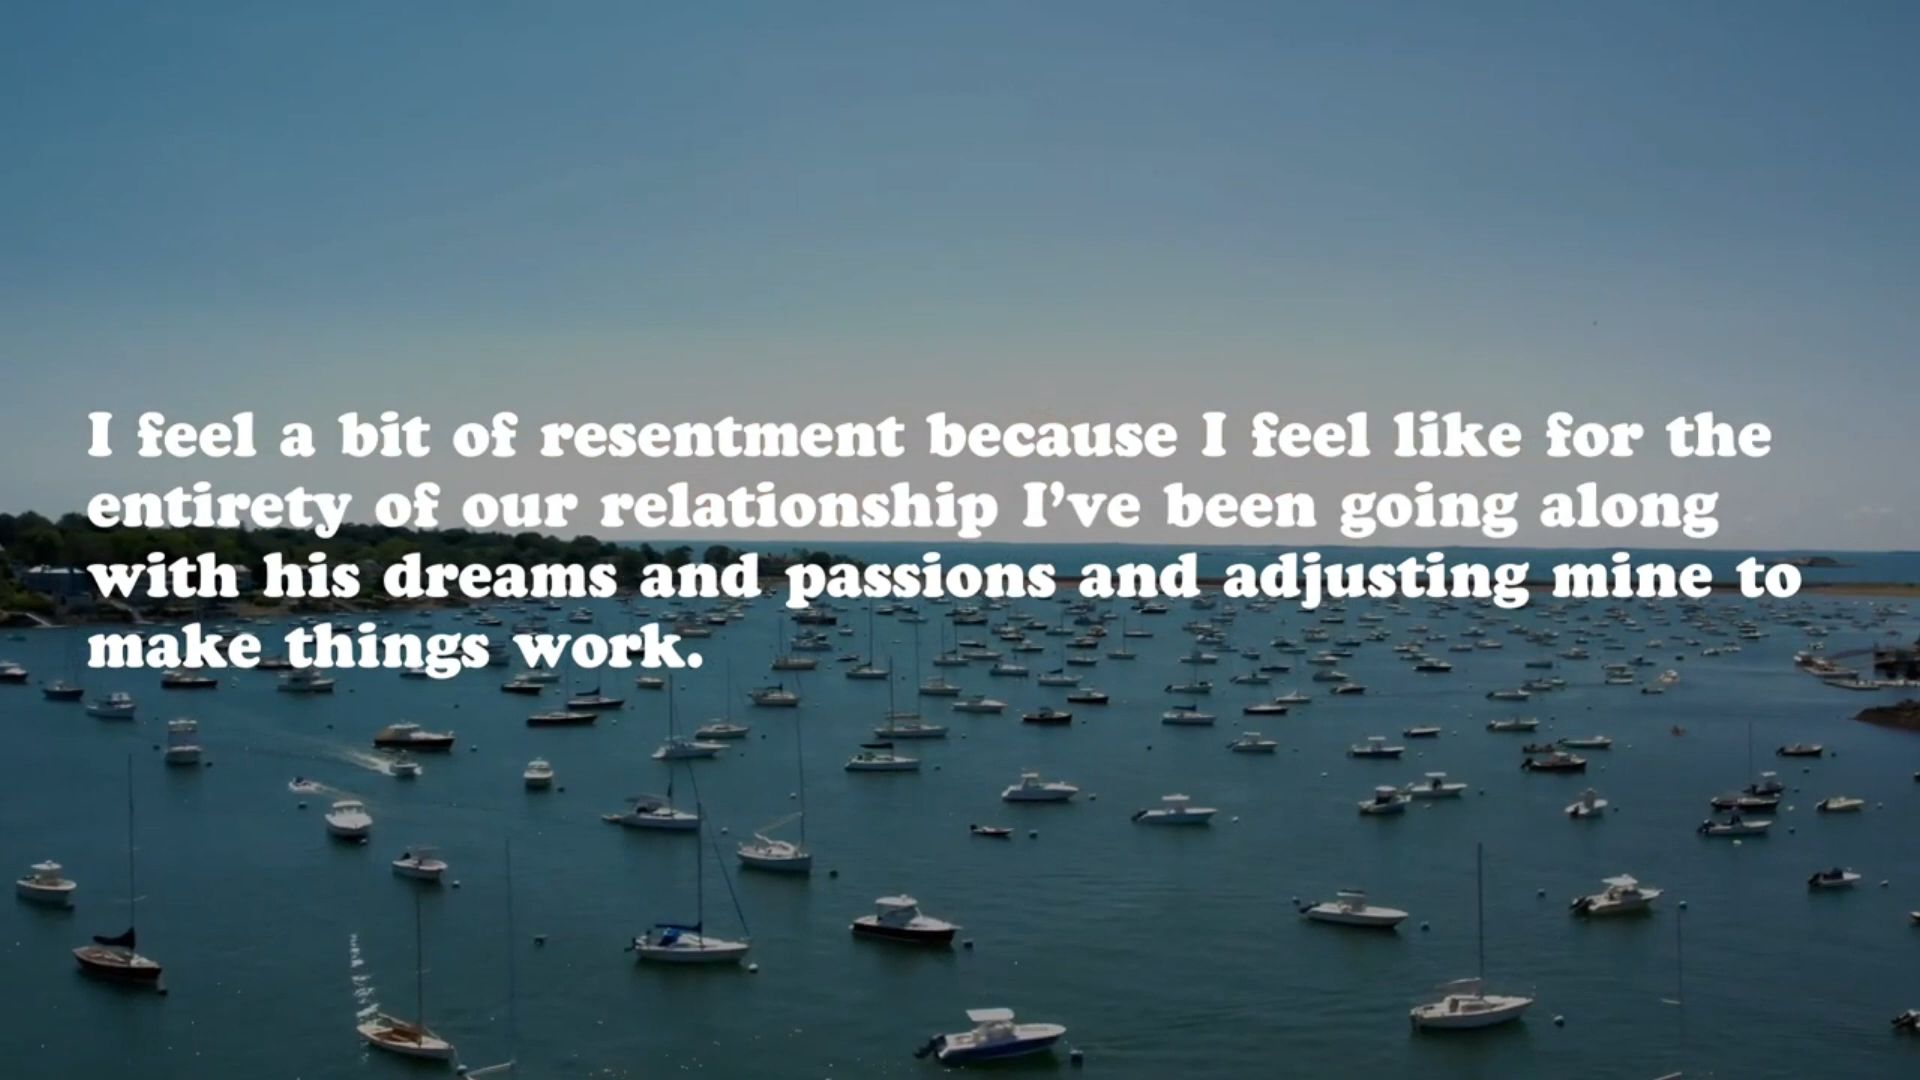 I feel a bit of resentment because I feel like for the
entirety of our relationship I’ve been going along
with his dreams and passions and adjusting mine to
make things work.